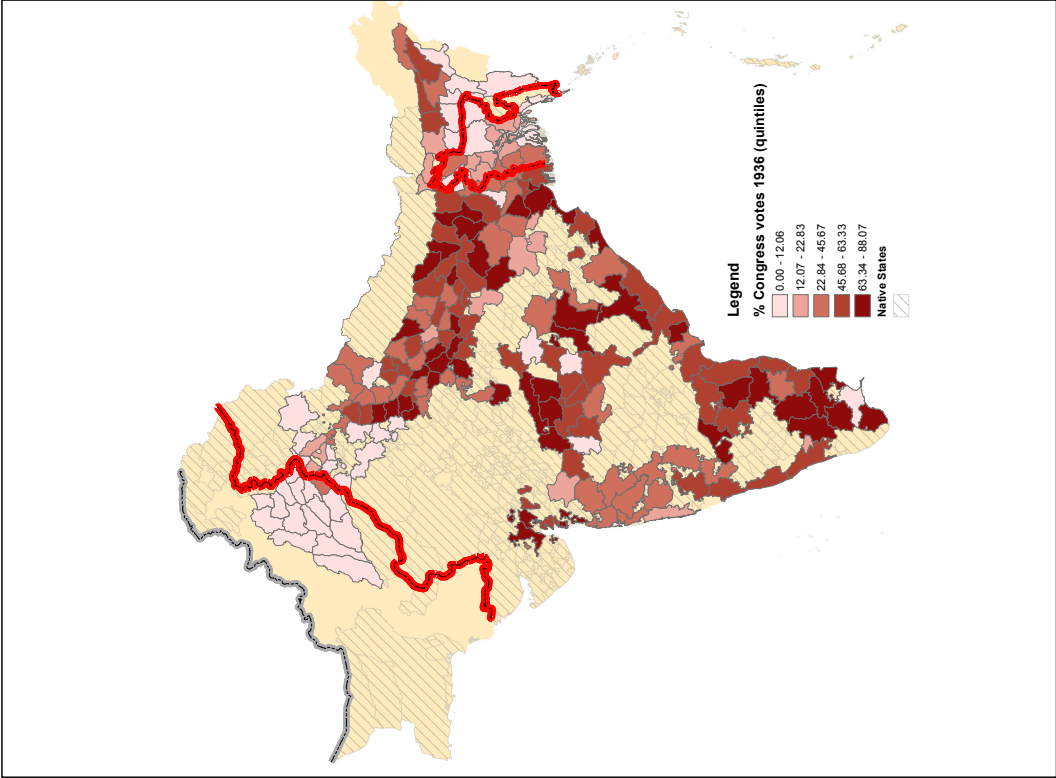 Legend
% Congress votes 1936 (quintiles)
0.00 - 12.06
12.07 - 22.83
22.84 - 45.67
45.68 - 63.33
63.34 - 88.07
Native States